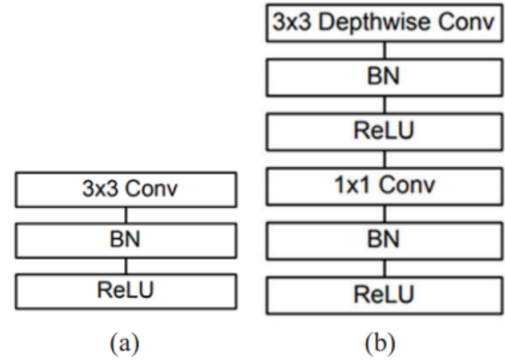 3x3 Conv
BN
ReLU
(a)
3x3 Depthwise Conv
BN
ReLU
1x1 Conv
BN
ReLU
(b)